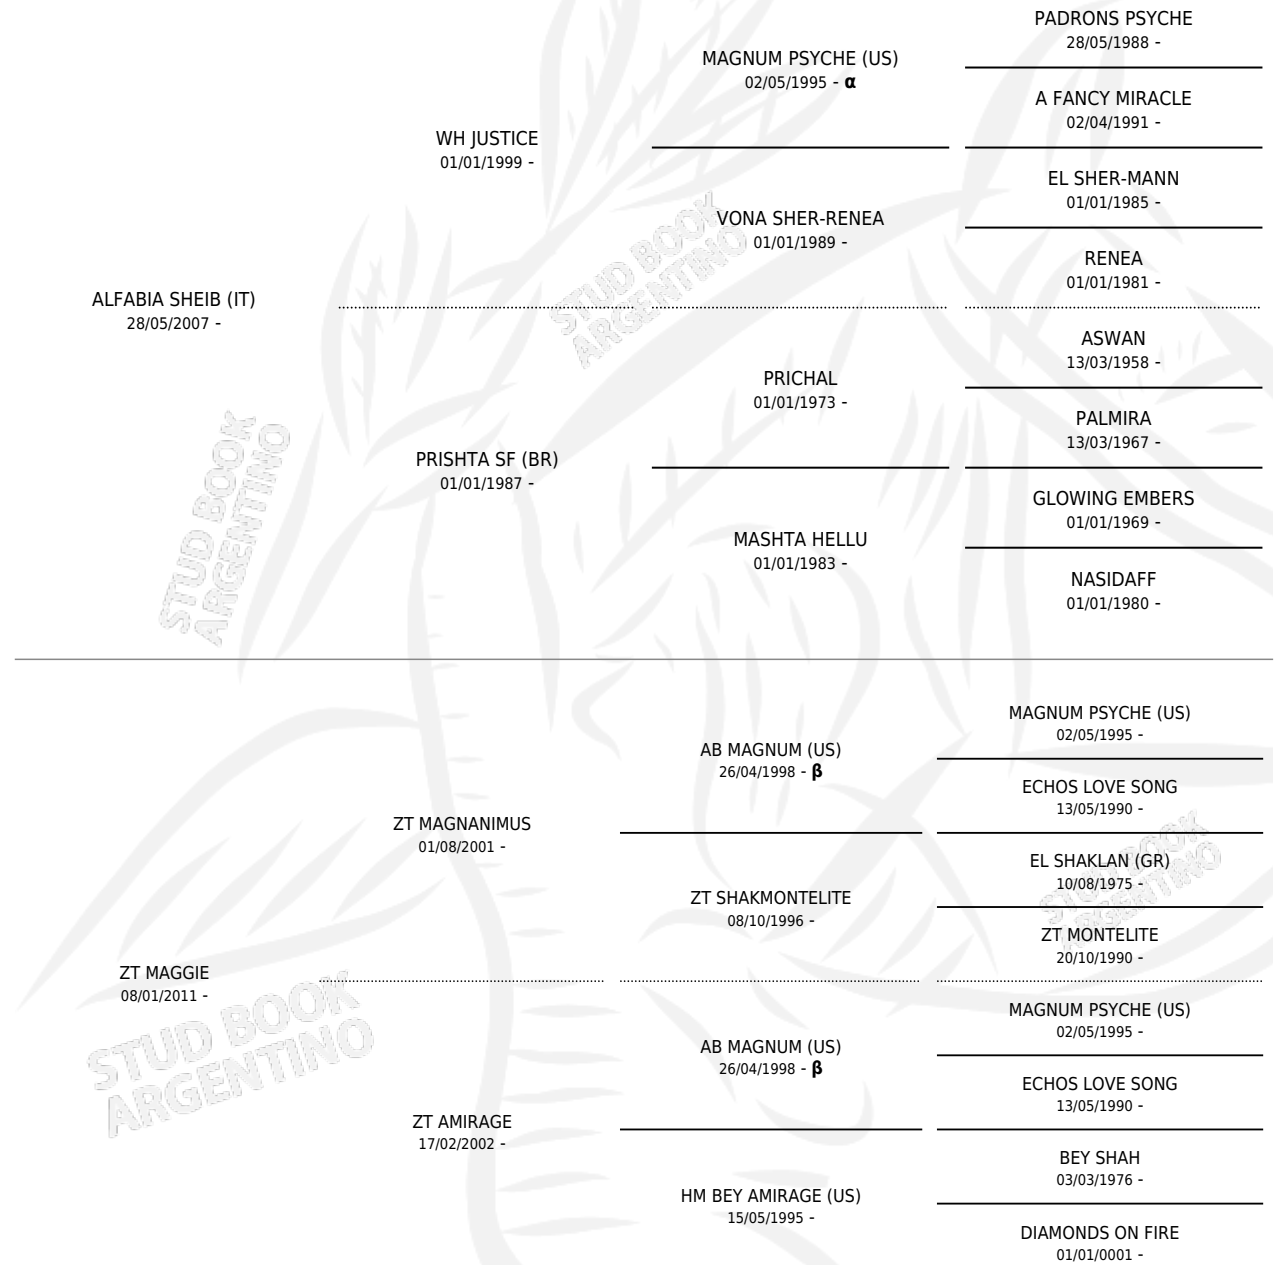 PADRONS PSYCHE
28/05/1988 -
MAGNUM PSYCHE (US)
02/05/1995 - α
A FANCY MIRACLE
02/04/1991 -
WH JUSTICE
01/01/1999 -
EL SHER-MANN
01/01/1985 -
VONA SHER-RENEA
01/01/1989 -
RENEA
01/01/1981 -
ALFABIA SHEIB (IT)
28/05/2007 -
ASWAN
13/03/1958 -
PRICHAL
01/01/1973 -
PALMIRA
13/03/1967 -
PRISHTA SF (BR)
01/01/1987 -
GLOWING EMBERS
01/01/1969 -
MASHTA HELLU
01/01/1983 -
NASIDAFF
01/01/1980 -
MAGNUM PSYCHE (US)
02/05/1995 -
AB MAGNUM (US)
26/04/1998 - β
ECHOS LOVE SONG
13/05/1990 -
ZT MAGNANIMUS
01/08/2001 -
EL SHAKLAN (GR)
10/08/1975 -
ZT SHAKMONTELITE
08/10/1996 -
ZT MONTELITE
20/10/1990 -
ZT MAGGIE
08/01/2011 -
MAGNUM PSYCHE (US)
02/05/1995 -
AB MAGNUM (US)
26/04/1998 - β
ECHOS LOVE SONG
13/05/1990 -
ZT AMIRAGE
17/02/2002 -
BEY SHAH
03/03/1976 -
HM BEY AMIRAGE (US)
15/05/1995 -
DIAMONDS ON FIRE
01/01/0001 -
STUD BOOK
ARGENTINO
STUD BOOK
ARGENTINO
STUD BOOK
ARGENTINO
STUD BOOK
ARGENTINO